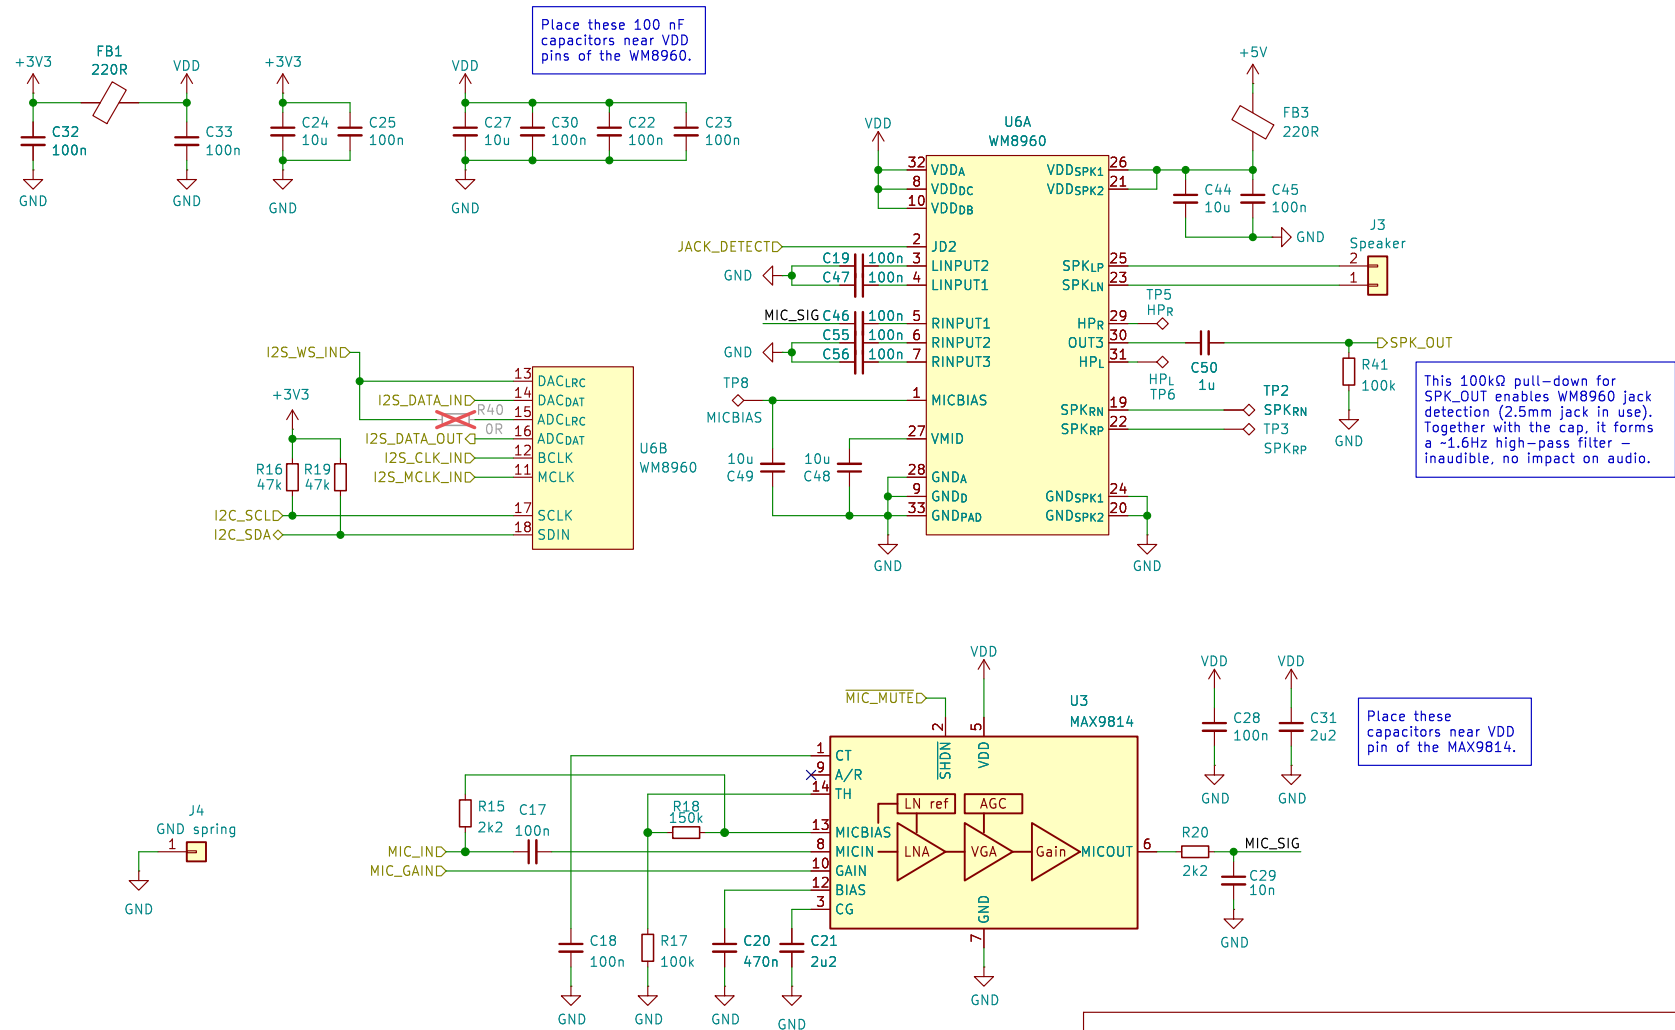 Place these 100 nF
capacitors near VDD
pins of the WM8960.
+3V3
FB1
220R
VDD
C32
100n
C33
100n
GND
GND
+3V3
C24
10u
C25
100n
GND
VDD
C27
10u
C30
100n
C22
100n
C23
100n
GND
U6A
WM8960
VDD
+5V
FB3
220R
32 VDDA
8 VDDDC
10 VDDDB
2 JD2
3 LINPUT2
4 LINPUT1
5 RINPUT1
6 RINPUT2
7 RINPUT3
1 MICBIAS
27 VMID
28 GNDA
9 GNDD
33 GNDPAD
VDDSPK1 26
VDDSPK2 21
SPKLP 25
SPKLN 23
HPR 29
OUT3 30
HPL 31
SPKRN 19
SPKRP 22
GNDSPK1 24
GNDSPK2 20
C44
10u
C45
100n
GND
J3
Speaker
2
1
JACK_DETECT
GND
C19 100n
C47 100n
MIC_SIG
C46 100n
C55 100n
C56 100n
GND
TP8
MICBIAS
10u
C49
10u
C48
GND
GND
TP5
HPR
HPL
TP6
C50
1u
SPK_OUT
R41
100k
GND
TP2
SPKRN
TP3
SPKRP
This 100kΩ pull-down for
SPK_OUT enables WM8960 jack
detection (2.5mm jack in use).
Together with the cap, it forms
a ~1.6Hz high-pass filter –
inaudible, no impact on audio.
I2S_WS_IN
I2S_DATA_IN
R40
0R
I2S_DATA_OUT
I2S_CLK_IN
I2S_MCLK_IN
+3V3
R16
47k
R19
47k
I2C_SCL
I2C_SDA
13 DACLRC
14 DACDAT
15 ADCLRC
16 ADCDAT
12 BCLK
11 MCLK
17 SCLK
18 SDIN
U6B
WM8960
J4
GND spring
1
GND
MIC_MUTE
VDD
U3
MAX9814
2
SHDN
5
VDD
1 CT
9 A/R
14 TH
13 MICBIAS
8 MICIN
10 GAIN
12 BIAS
3 CG
LN ref
AGC
LNA
VGA
Gain
MICOUT 6
GND
7
GND
R15
2k2
C17
100n
R18
150k
MIC_IN
MIC_GAIN
C18
100n
GND
R17
100k
GND
C20
470n
GND
C21
2u2
GND
R20
2k2
MIC_SIG
C29
10n
GND
VDD
C28
100n
GND
VDD
C31
2u2
GND
Place these
capacitors near VDD
pin of the MAX9814.